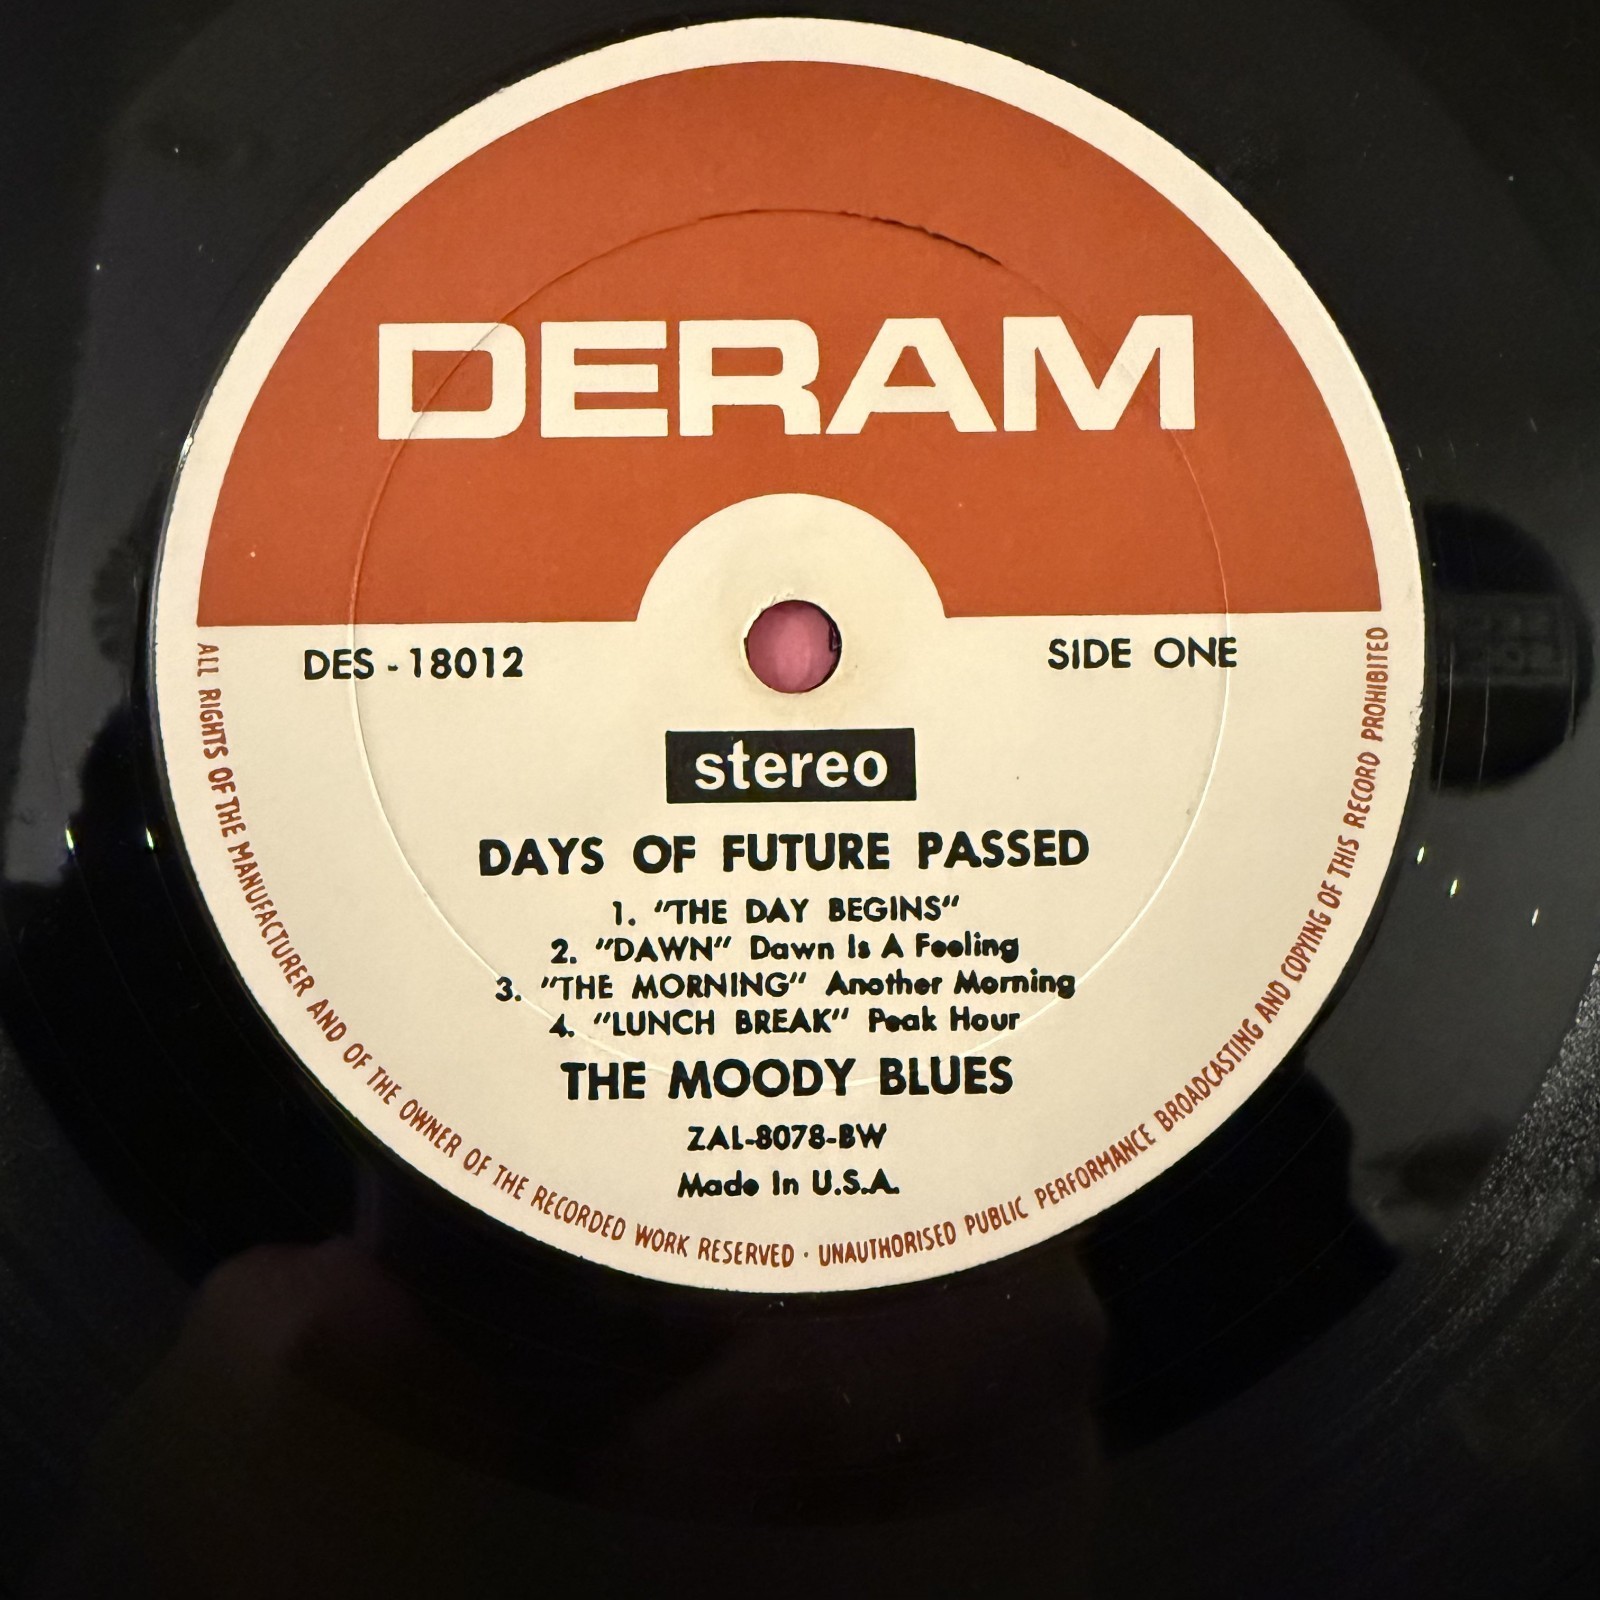 DERAM
DES - 18012
SIDE ONE
stereo
DAYS OF FUTURE PASSED
1. "THE DAY BEGINS"
2. "DAWN" Dawn Is A Feeling
3. "THE MORNING" Another Morning
4. "LUNCH BREAK" Peak Hour
THE MOODY BLUES
ZAL-8078-BW
Made In U.S.A.
ALL RIGHTS OF THE MANUFACTURER AND OF THE OWNER OF THE RECORDED WORK RESERVED · UNAUTHORISED PUBLIC PERFORMANCE BROADCASTING AND COPYING OF THIS RECORD PROHIBITED